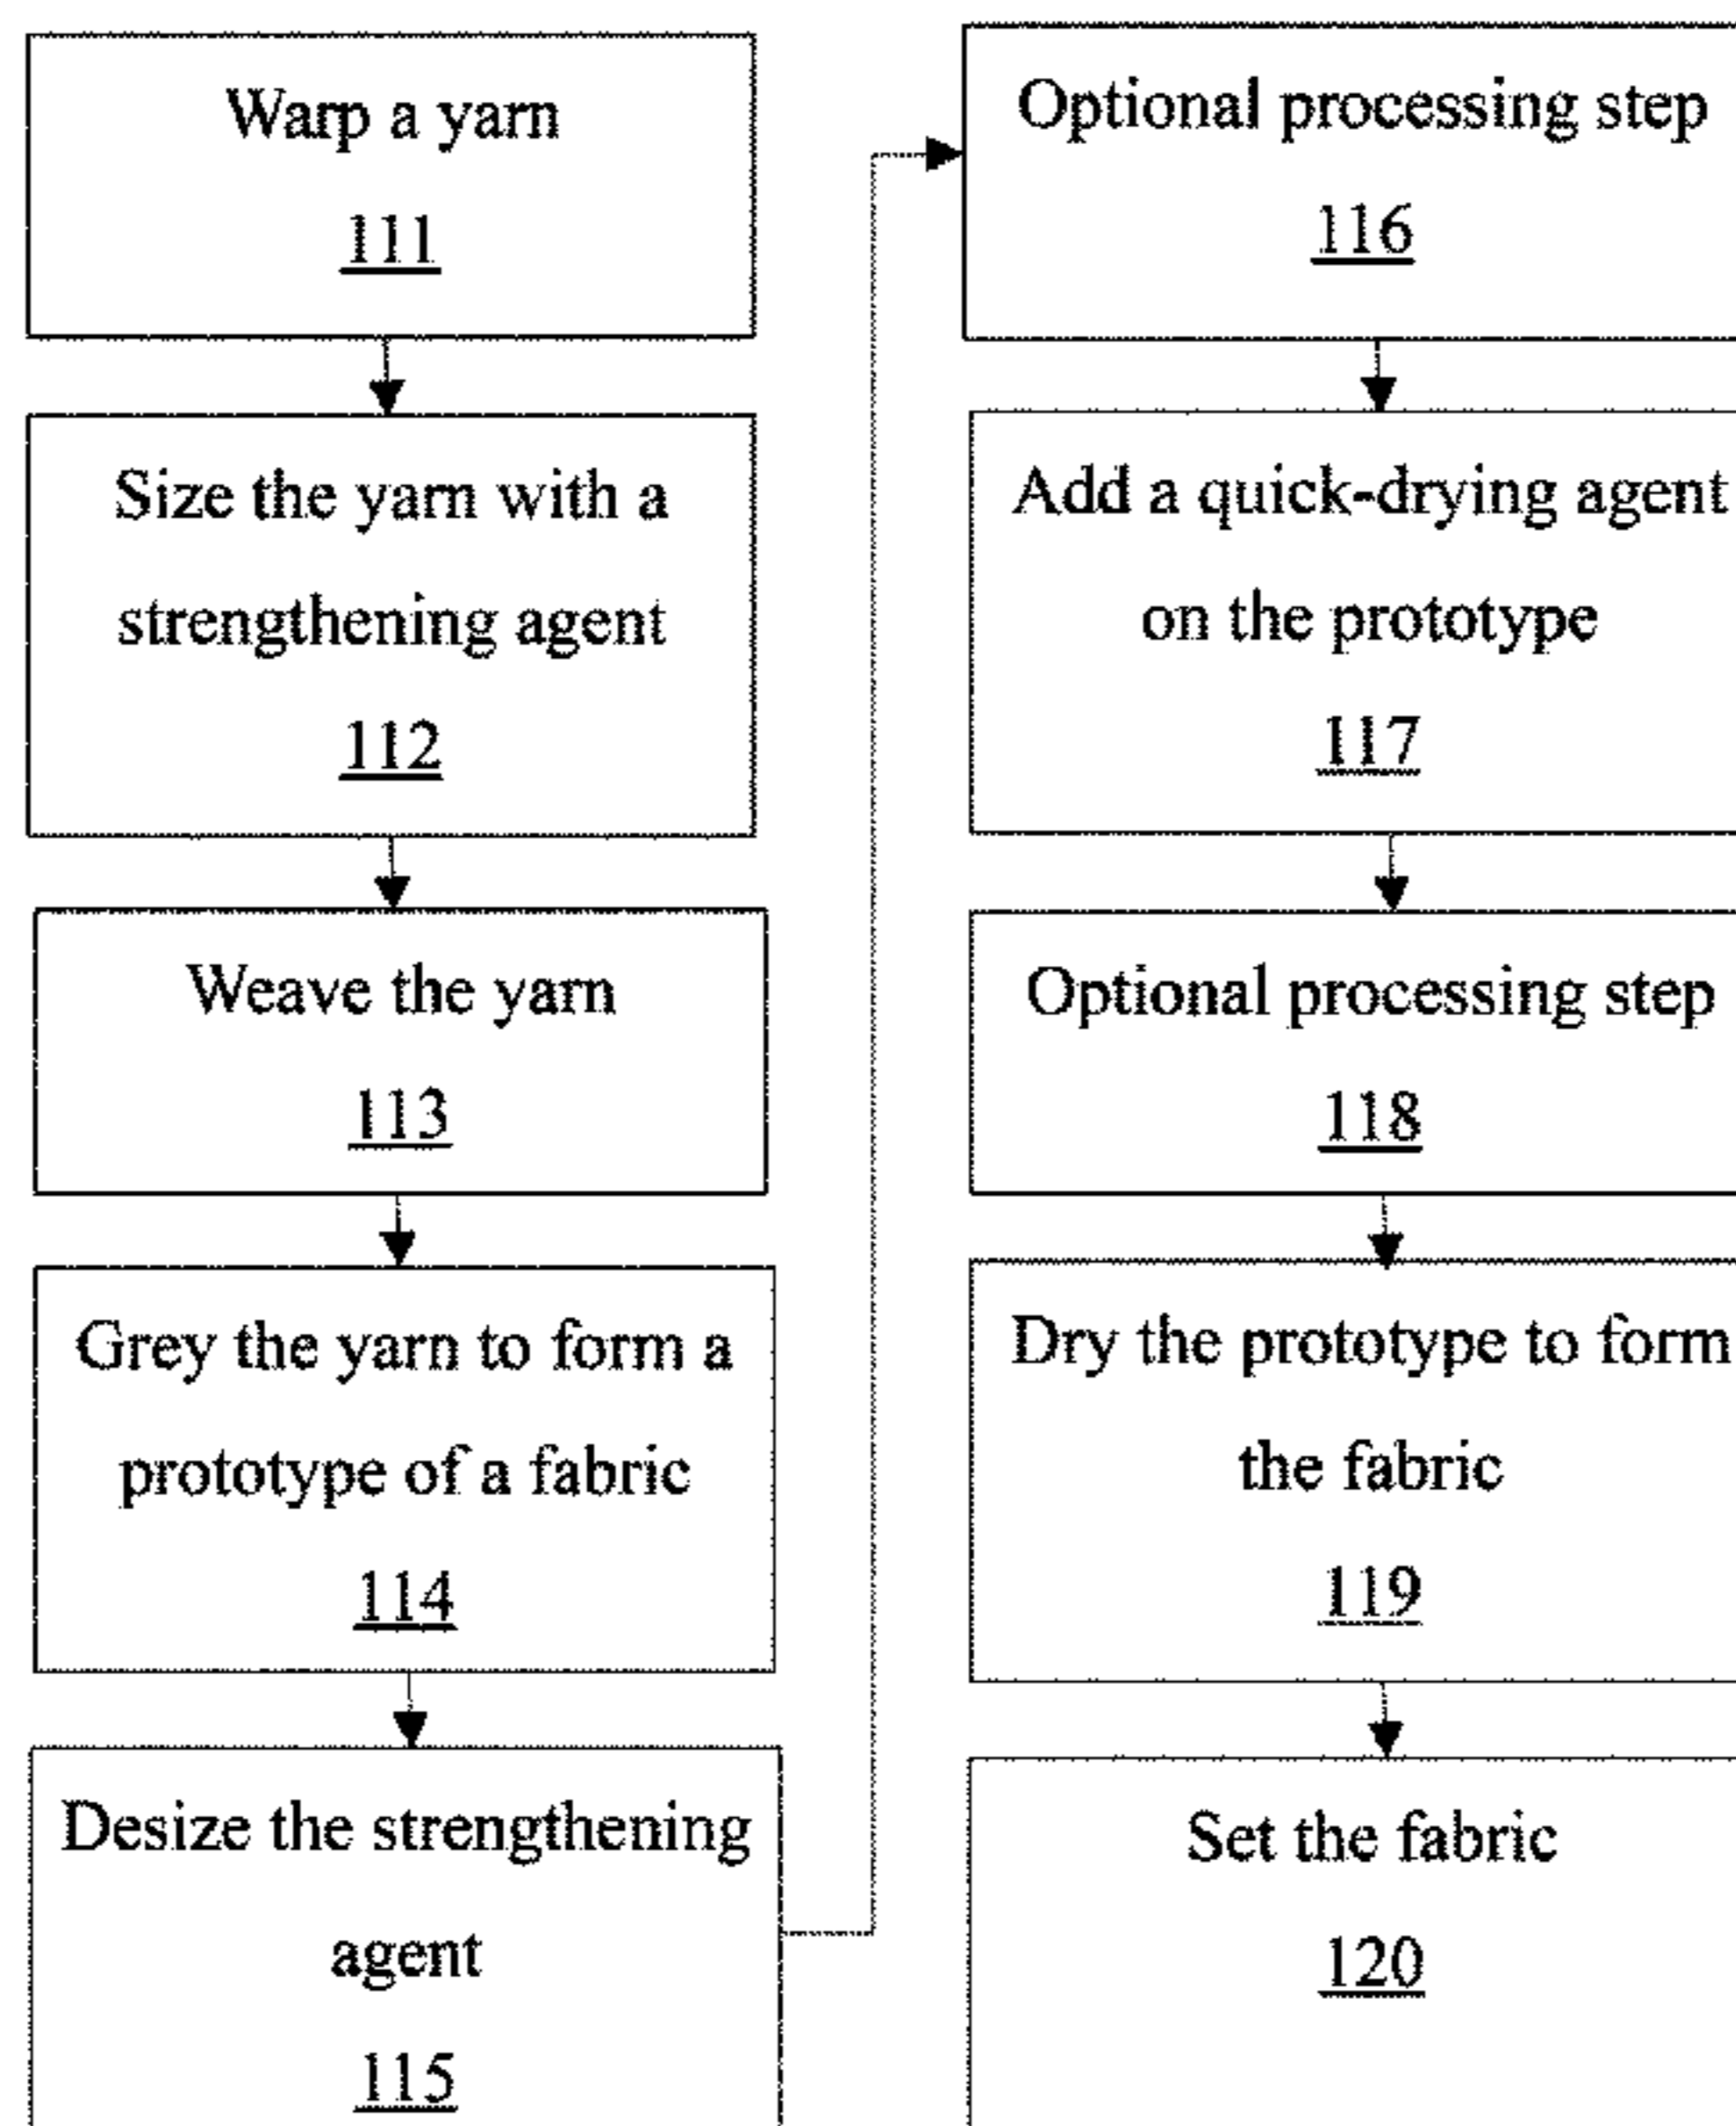 Warp a yarn
111
Size the yarn with a
strengthening agent
112
Weave the yarn
113
Grey the yarn to form a
prototype of a fabric
114
Desize the strengthening
agent
115
Optional processing step
116
Add a quick-drying agent
on the prototype
117
Optional processing step
118
Dry the prototype to form
the fabric
119
Set the fabric
120